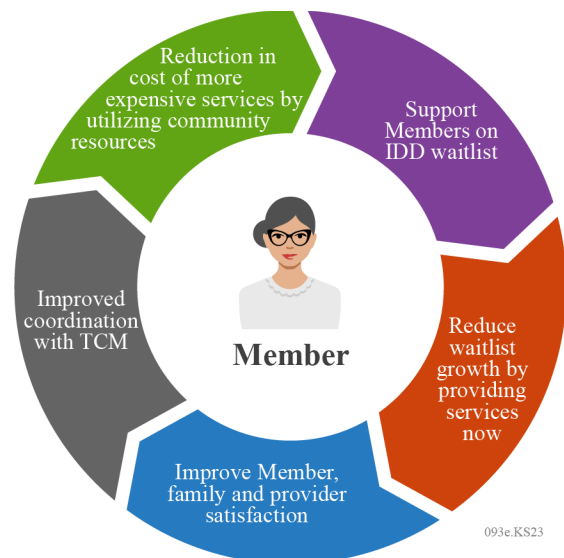 Reduction in
cost of more
expensive services by
utilizing community
resources
Support
Members on
IDD waitlist
Improved
coordination
with TCM
Member
Reduce
waitlist
growth by
providing
services
now
Improve Member,
family and provider
satisfaction
093e.KS23